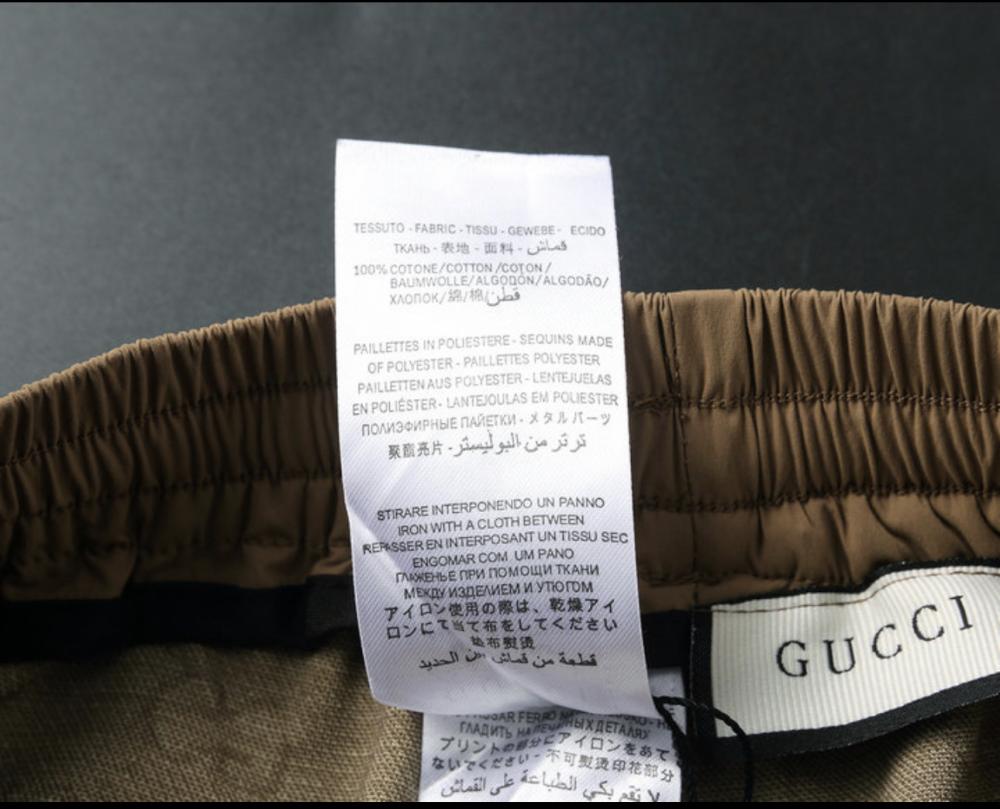 TESSUTO - FABRIC - TISSU - GEWEBE - ECIDO
ТКАНЬ - 表地 - 面料 - قماش
100% COTONE/COTTON /COTON /
BAUMWOLLE/ALGODÓN/ALGODÃO/
ХЛОПОК/綿/棉/قطن
PAILLETTES IN POLIESTERE - SEQUINS MADE
OF POLYESTER - PAILLETTES POLYESTER
PAILLETTEN AUS POLYESTER - LENTEJUELAS
EN POLIÉSTER - LANTEJOULAS EM POLIESTER
ПОЛИЭФИРНЫЕ ПАЙЕТКИ - メタルパーツ
聚酯亮片 - ترتر من البوليستر
STIRARE INTERPONENDO UN PANNO
IRON WITH A CLOTH BETWEEN
REPASSER EN INTERPOSANT UN TISSU SEC
ENGOMAR COM UM PANO
ГЛАЖЕНЬЕ ПРИ ПОМОЩИ ТКАНИ
МЕЖДУ ИЗДЕЛИЕМ И УТЮГОМ
アイロン使用の際は、乾燥アイ
ロンにて当て布をしてください
垫布熨烫
قطعة من قماش بين الحديد
GUCCI
FERRO
ГЛАДИТЬ НА
プリントの部分にアイロンをあて
ないでください - 不可熨烫印花部分
لا تقم بكي الطباعة على القماش